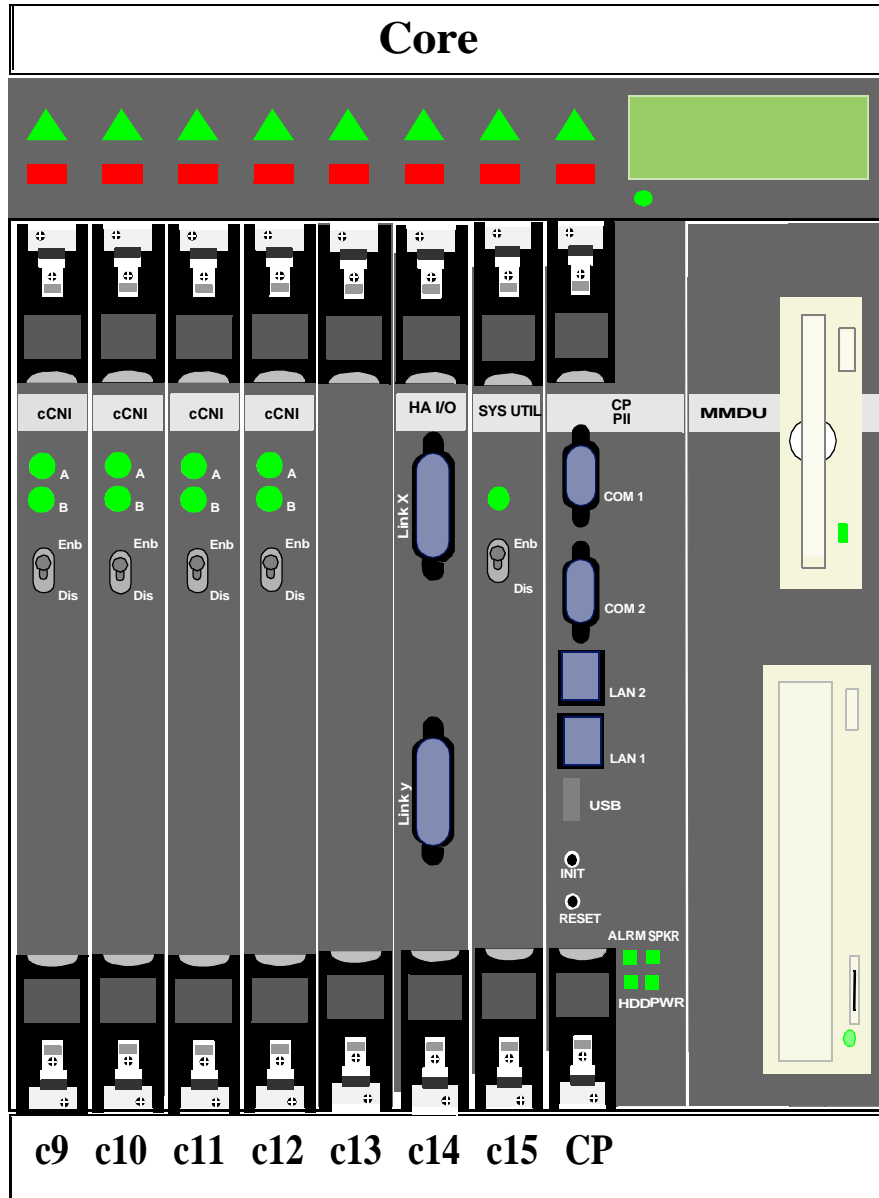 Core
cCNI cCNI cCNI cCNI HA I/O SYS UTIL CP PII MMDU
A
B
Enb
Dis
A
B
Enb
Dis
A
B
Enb
Dis
A
B
Enb
Dis
Link X
Link y
Enb
Dis
COM 1
COM 2
LAN 2
LAN 1
USB
INIT
RESET
ALRM SPKR
HDD PWR
c9 c10 c11 c12 c13 c14 c15 CP